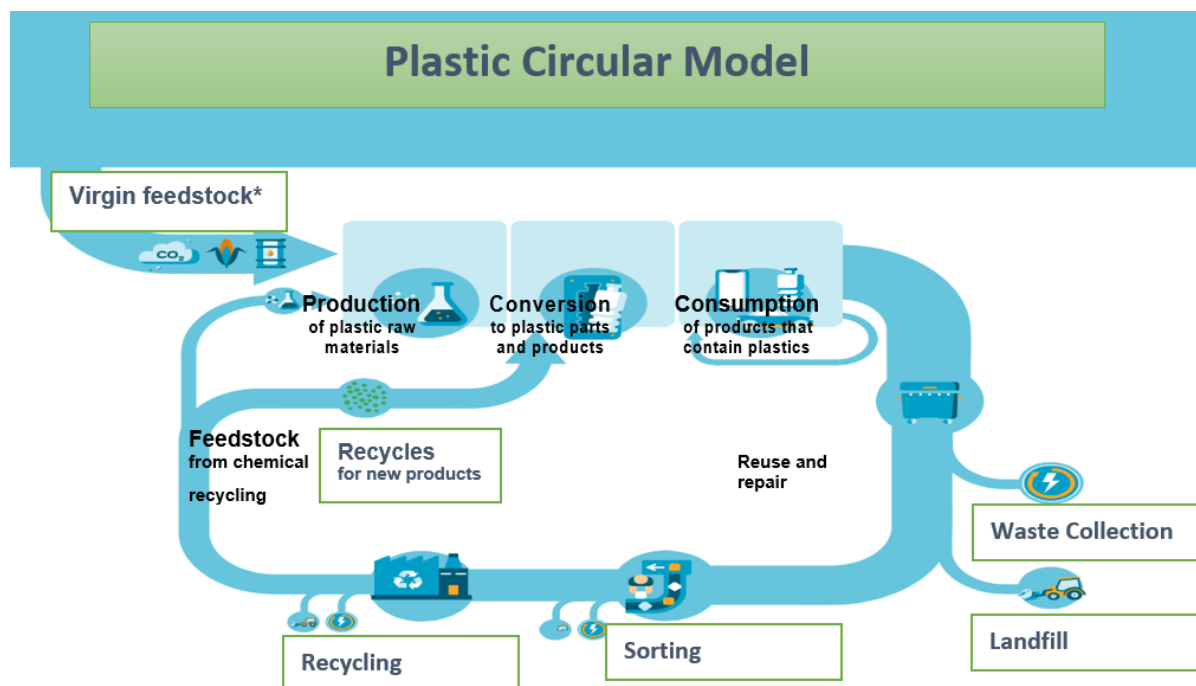 Plastic Circular Model
Virgin feedstock*
CO₂
Production
of plastic raw
materials
Conversion
to plastic parts
and products
Consumption
of products that
contain plastics
Feedstock
from chemical
recycling
Recycles
for new products
Reuse and
repair
Waste Collection
Landfill
Sorting
Recycling